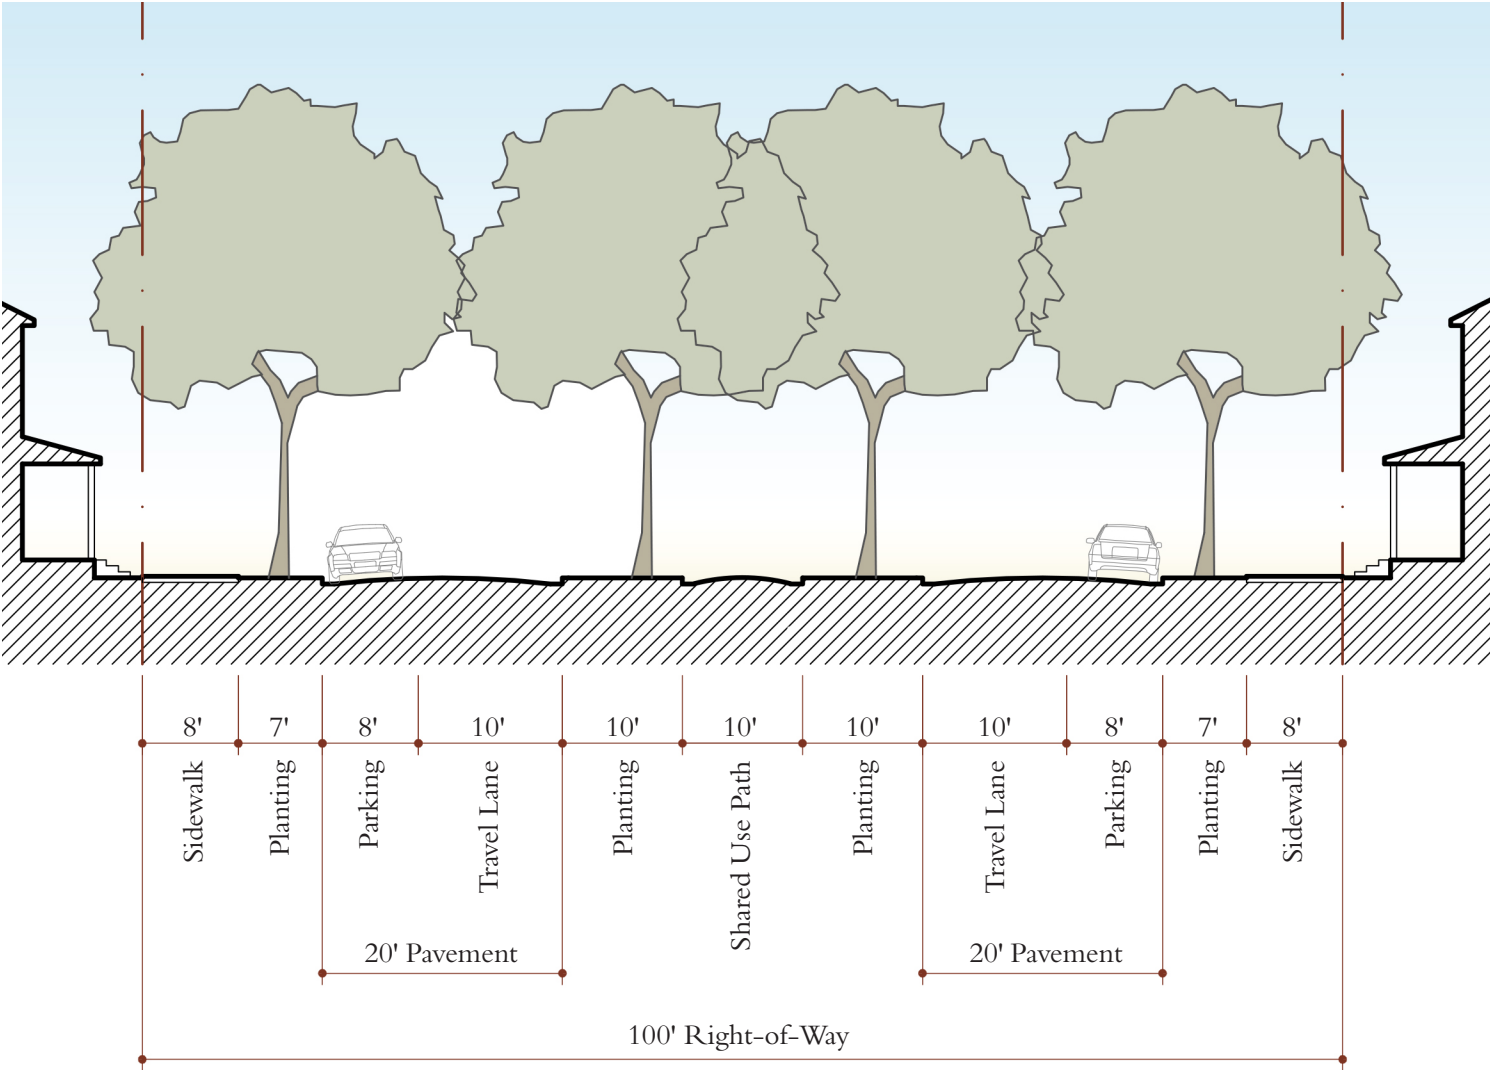 8' 7' 8' 10' 10' 10' 10' 10' 8' 7' 8'
Sidewalk
Planting
Parking
Travel Lane
Planting
Shared Use Path
Planting
Travel Lane
Parking
Planting
Sidewalk
20' Pavement
20' Pavement
100' Right-of-Way